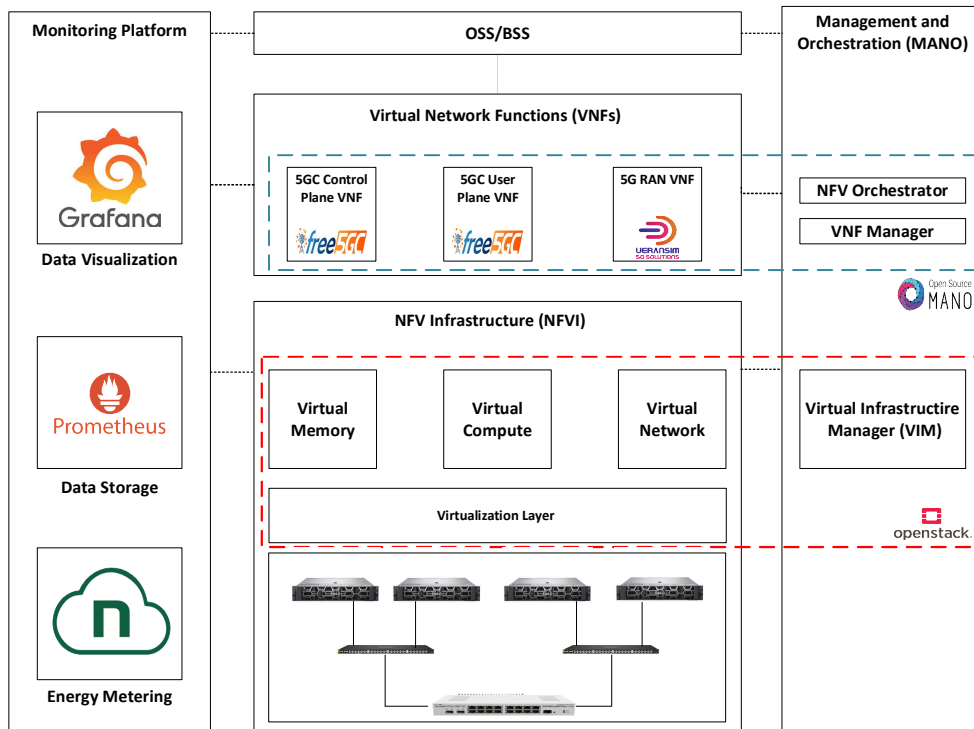 Monitoring Platform
Grafana
Data Visualization
Prometheus
Data Storage
n
Energy Metering
OSS/BSS
Virtual Network Functions (VNFs)
5GC Control
Plane VNF
free5GC
5GC User
Plane VNF
free5GC
5G RAN VNF
UERANSIM
5G SOLUTIONS
NFV Infrastructure (NFVI)
Virtual
Memory
Virtual
Compute
Virtual
Network
Virtualization Layer
Management and
Orchestration (MANO)
NFV Orchestrator
VNF Manager
Open Source
MANO
Virtual Infrastructire
Manager (VIM)
openstack.